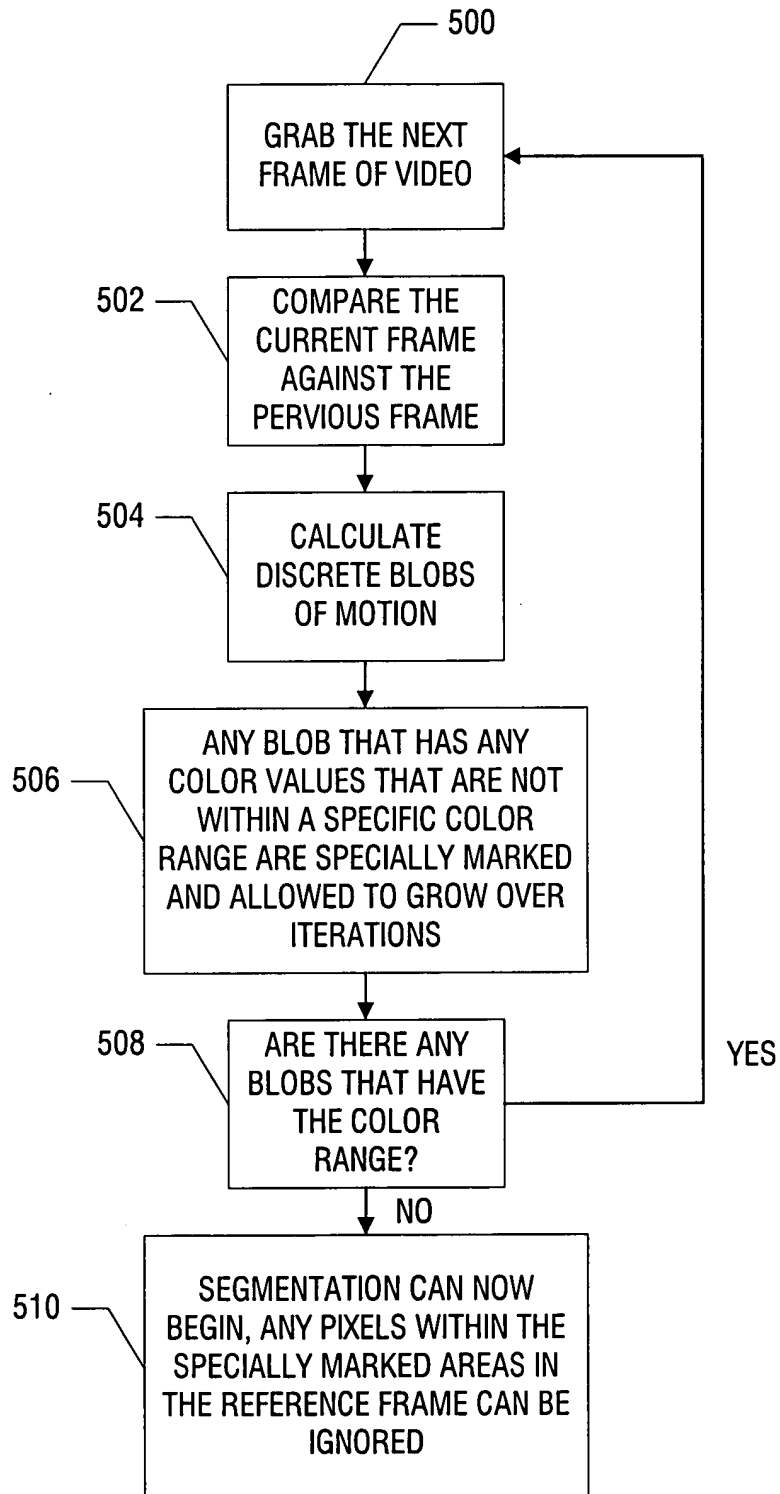 500
GRAB THE NEXT
FRAME OF VIDEO
502
COMPARE THE
CURRENT FRAME
AGAINST THE
PERVIOUS FRAME
504
CALCULATE
DISCRETE BLOBS
OF MOTION
506
ANY BLOB THAT HAS ANY
COLOR VALUES THAT ARE NOT
WITHIN A SPECIFIC COLOR
RANGE ARE SPECIALLY MARKED
AND ALLOWED TO GROW OVER
ITERATIONS
508
ARE THERE ANY
BLOBS THAT HAVE
THE COLOR
RANGE?
YES
NO
510
SEGMENTATION CAN NOW
BEGIN, ANY PIXELS WITHIN THE
SPECIALLY MARKED AREAS IN
THE REFERENCE FRAME CAN BE
IGNORED